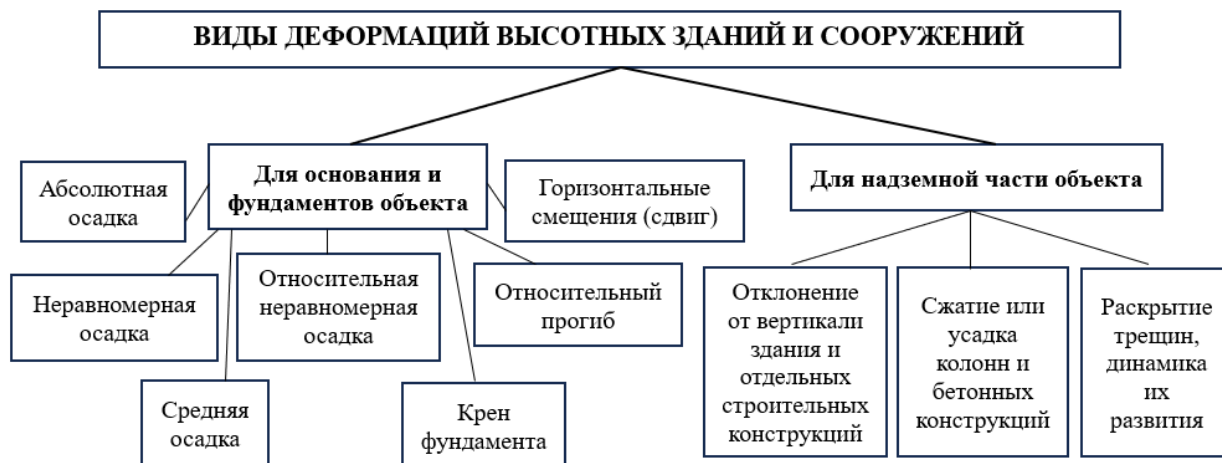 ВИДЫ ДЕФОРМАЦИЙ ВЫСОТНЫХ ЗДАНИЙ И СООРУЖЕНИЙ
Для основания и
фундаментов объекта
Абсолютная
осадка
Горизонтальные
смещения (сдвиг)
Неравномерная
осадка
Относительная
неравномерная
осадка
Относительный
прогиб
Средняя
осадка
Крен
фундамента
Для надземной части объекта
Отклонение
от вертикали
здания и
отдельных
строительных
конструкций
Сжатие или
усадка
колонн и
бетонных
конструкций
Раскрытие
трещин,
динамика
их
развития